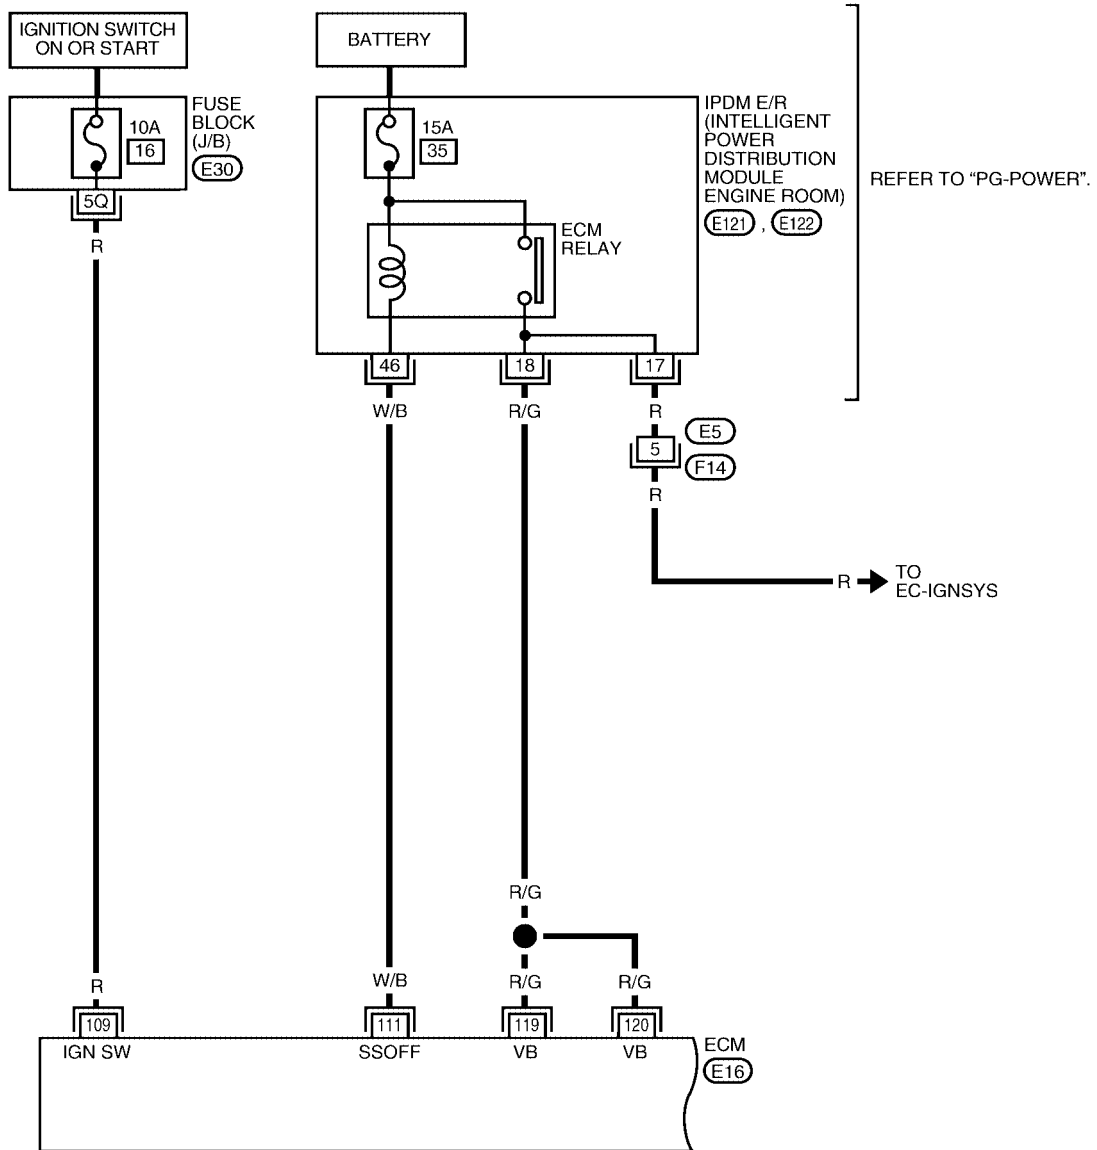 IGNITION SWITCH
ON OR START
BATTERY
FUSE
BLOCK
(J/B)
E30
10A
16
5Q
R
15A
35
IPDM E/R
(INTELLIGENT
POWER
DISTRIBUTION
MODULE
ENGINE ROOM)
E121 , E122
REFER TO “PG-POWER”.
ECM
RELAY
46
18
17
W/B
R/G
R
5
E5
F14
R
R
TO
EC-IGNSYS
R/G
R
W/B
R/G
R/G
109
111
119
120
IGN SW
SSOFF
VB
VB
ECM
E16